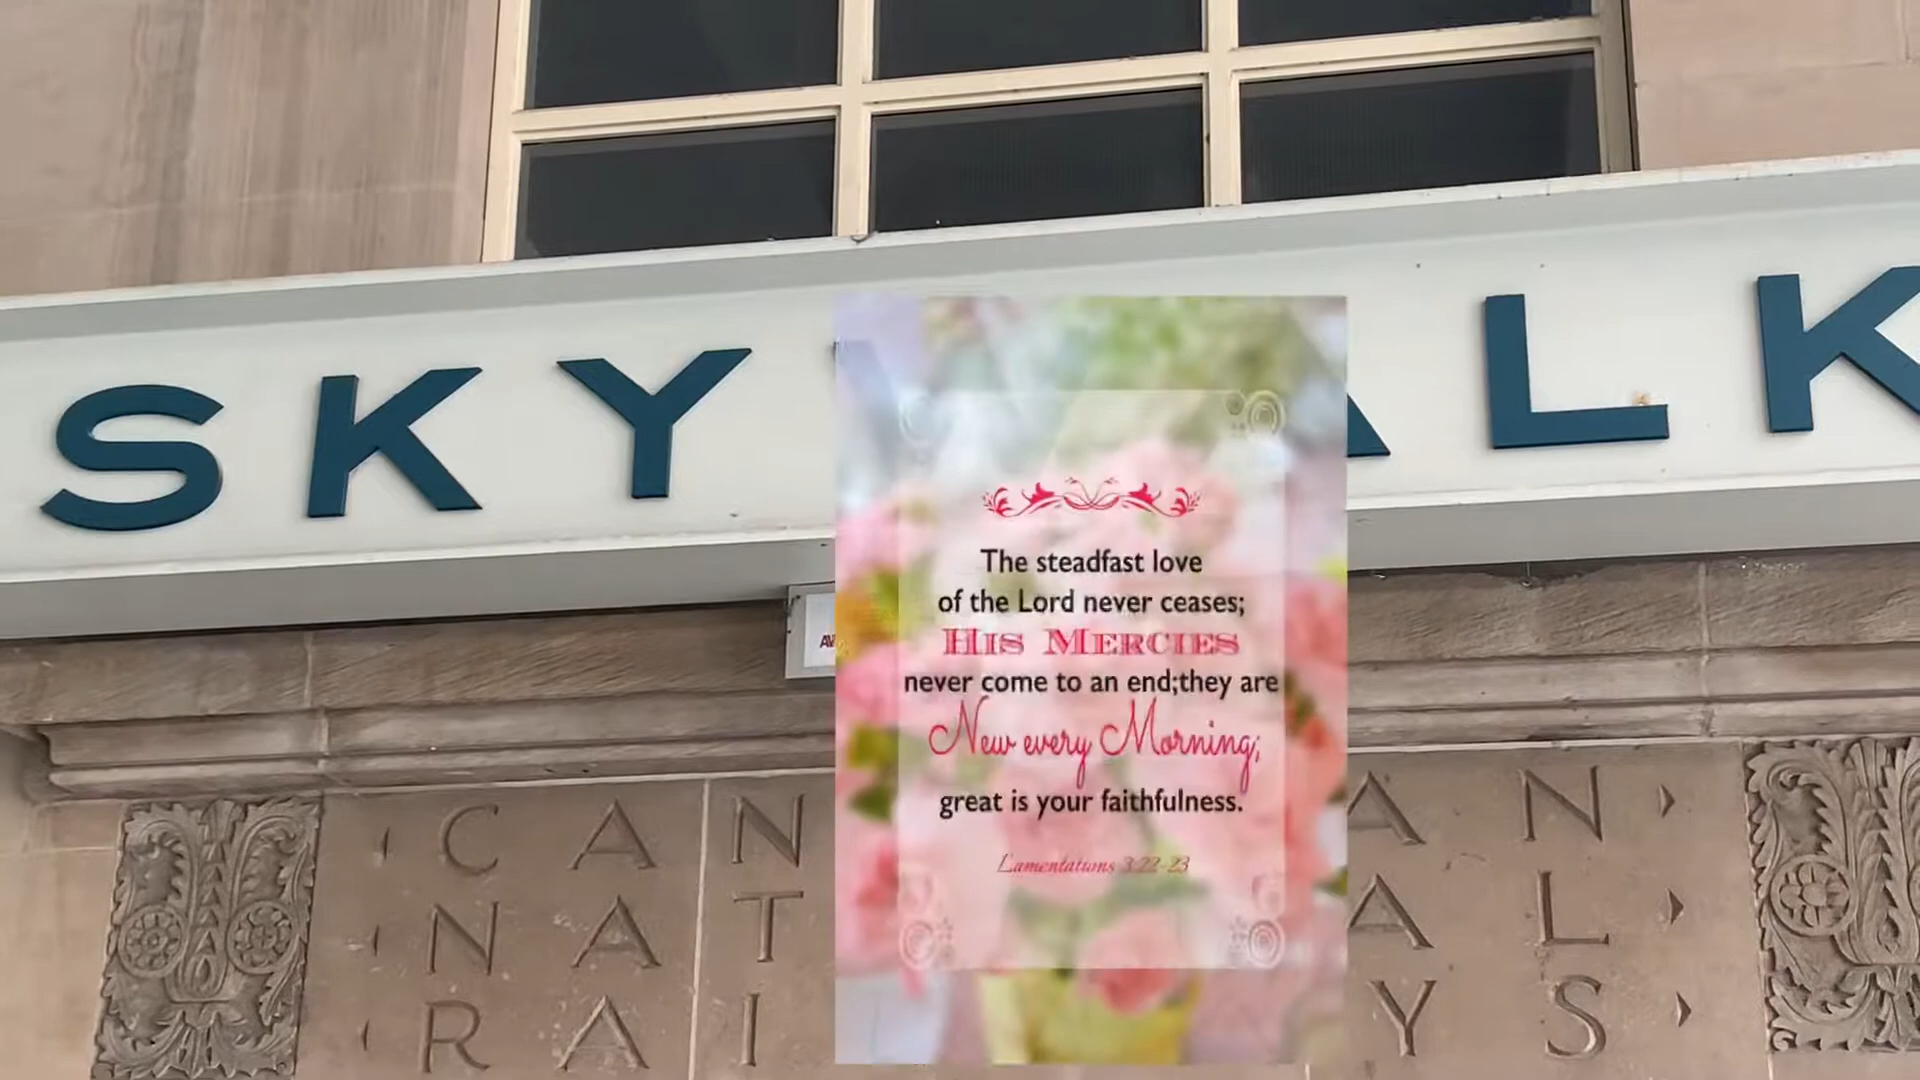 SKY ALK
AV
The steadfast love
of the Lord never ceases;
HIS MERCIES
never come to an end;they are
New every Morning;
great is your faithfulness.
Lamentations 3:22-23
CAN AN
NAT AL
RAI YS